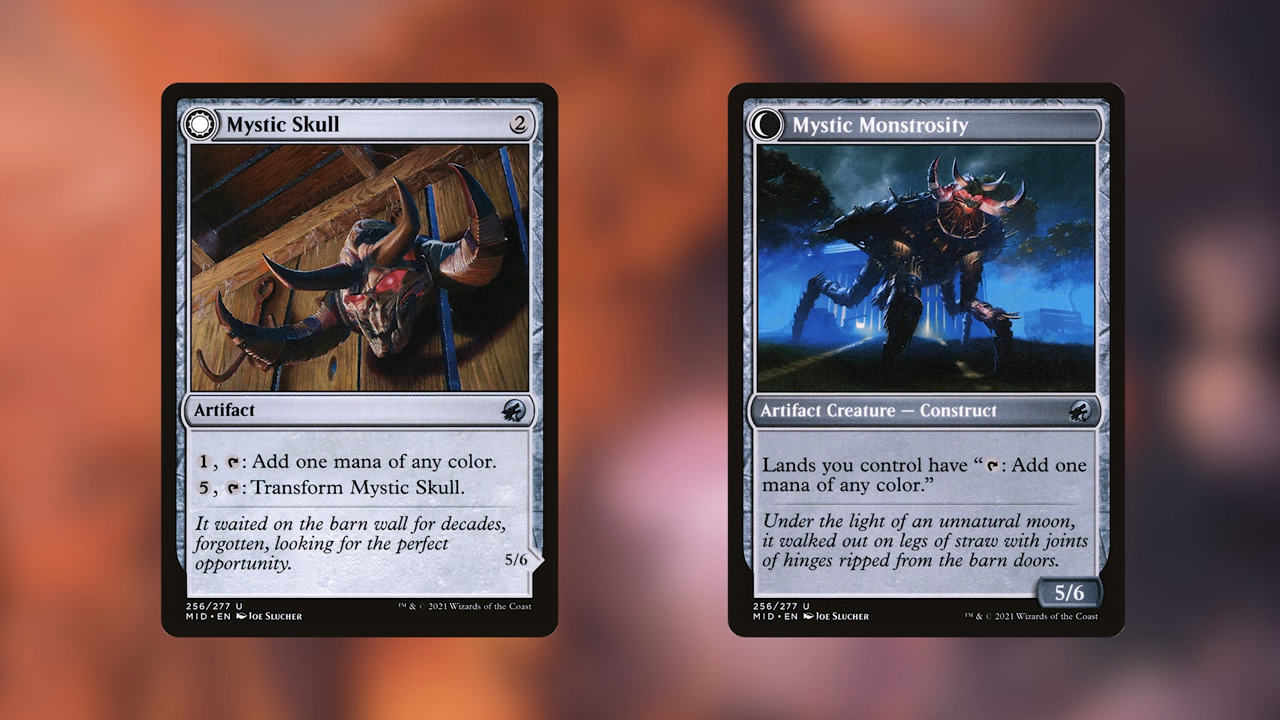 Mystic Skull 2
Artifact
1, : Add one mana of any color.
5, : Transform Mystic Skull.
It waited on the barn wall for decades,
forgotten, looking for the perfect
opportunity.
5/6
256/277 U
MID • EN Joe Slucher
™ & © 2021 Wizards of the Coast
Mystic Monstrosity
Artifact Creature — Construct
Lands you control have “: Add one
mana of any color.”
Under the light of an unnatural moon,
it walked out on legs of straw with joints
of hinges ripped from the barn doors.
5/6
256/277 U
MID • EN Joe Slucher
™ & © 2021 Wizards of the Coast